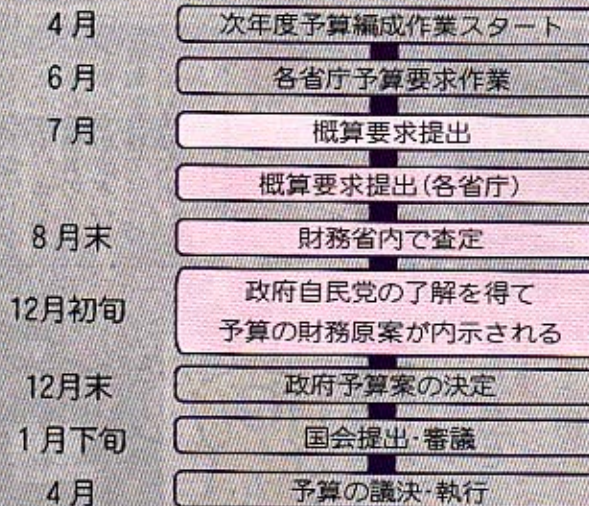 4月 次年度予算編成作業スタート
6月 各省庁予算要求作業
7月 概算要求提出
概算要求提出(各省庁)
8月末 財務省内で査定
12月初旬 政府自民党の了解を得て
予算の財務原案が内示される
12月末 政府予算案の決定
1月下旬 国会提出・審議
4月 予算の議決・執行